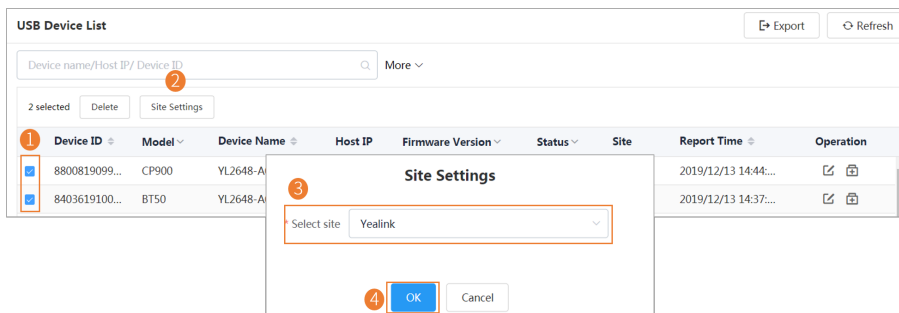 USB Device List
Export
Refresh
Device name/Host IP/ Device ID
More
2
2 selected
Delete
Site Settings
1
Device ID
Model
Device Name
Host IP
Firmware Version
Status
Site
Report Time
Operation
8800819099...
CP900
2019/12/13 14:44:...
8403619100...
BT50
2019/12/13 14:37:...
Site Settings
3
* Select site
Yealink
4
OK
Cancel